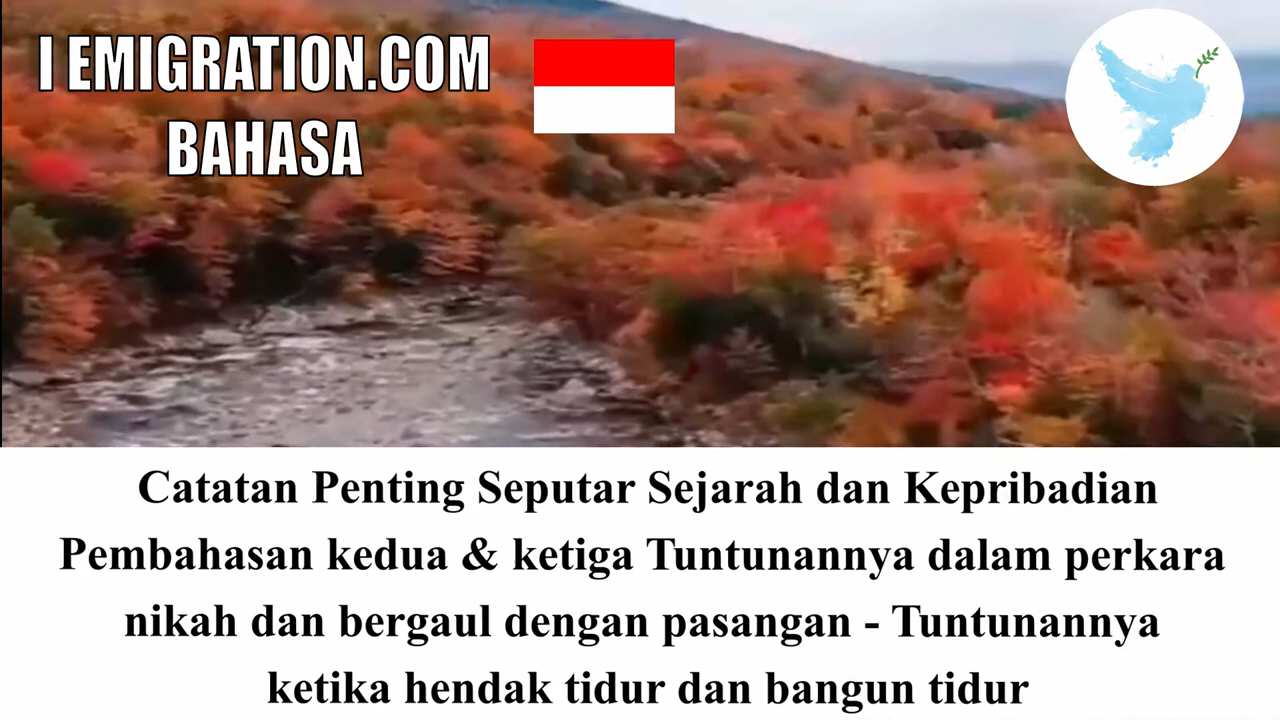 I EMIGRATION.COM
BAHASA
Catatan Penting Seputar Sejarah dan Kepribadian
Pembahasan kedua & ketiga Tuntunannya dalam perkara
nikah dan bergaul dengan pasangan - Tuntunannya
ketika hendak tidur dan bangun tidur